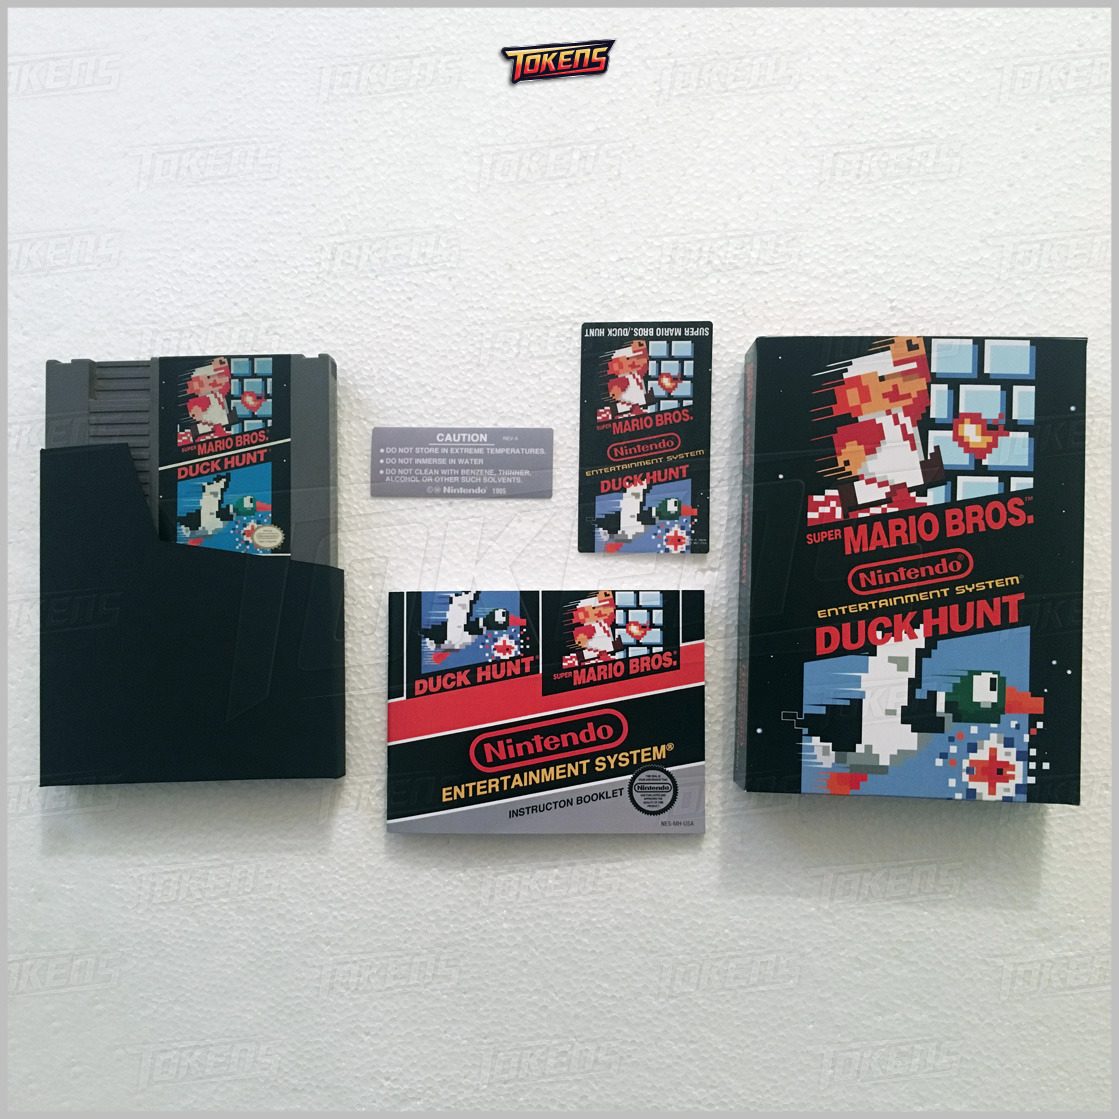 TOKENS
SUPER
MARIO BROS.
DUCK HUNT
CAUTION
REV-A
DO NOT STORE IN EXTREME TEMPERATURES.
DO NOT INMERSE IN WATER
DO NOT CLEAN WITH BENZENE, THINNER,
ALCOHOL OR OTHER SUCH SOLVENTS.
©® Nintendo 1985
SUPER MARIO BROS./DUCK HUNT
SUPER MARIO BROS.
Nintendo
ENTERTAINMENT SYSTEM
DUCK HUNT
DUCK HUNT
SUPER MARIO BROS.
Nintendo
ENTERTAINMENT SYSTEM®
INSTRUCTON BOOKLET
Nintendo
NES-MH-USA
SUPER MARIO BROS.™
Nintendo®
ENTERTAINMENT SYSTEM
DUCK HUNT